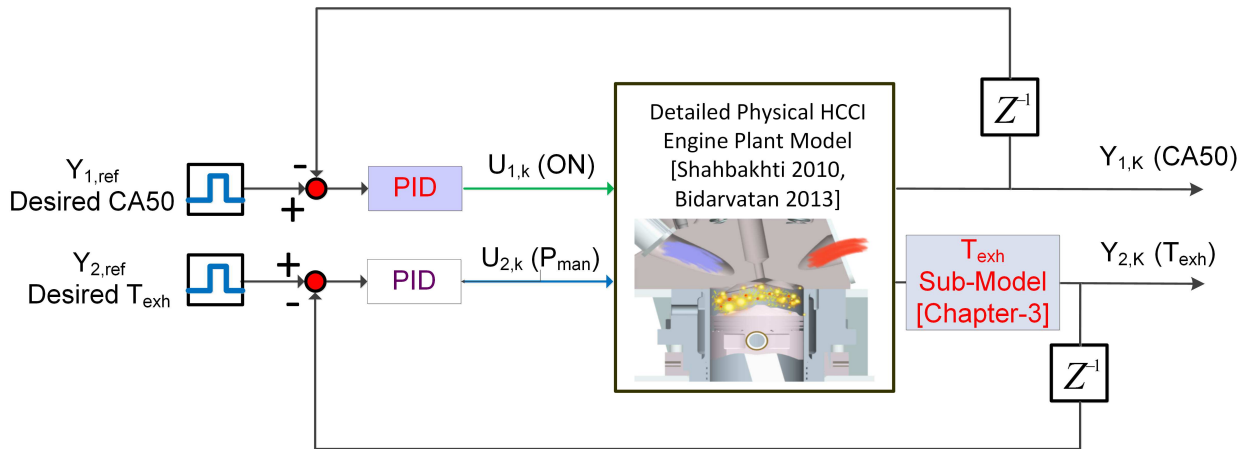 Z⁻¹
Detailed Physical HCCI
Engine Plant Model
[Shahbakhti 2010,
Bidarvatan 2013]
Y1,ref
Desired CA50
-
+
PID
U1,k (ON)
Y1,K (CA50)
Y2,ref
Desired Texh
+
-
PID
U2,k (Pman)
Texh
Sub-Model
[Chapter-3]
Y2,K (Texh)
Z⁻¹